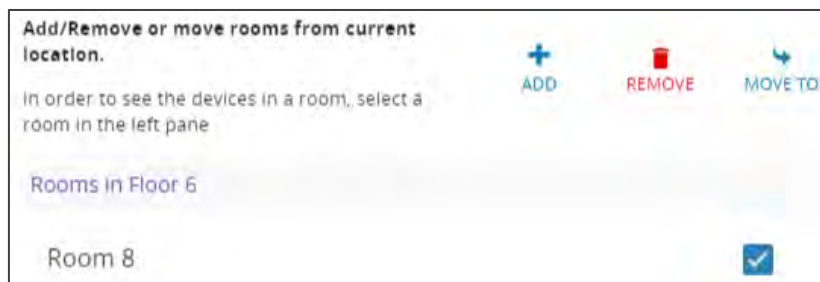 Add/Remove or move rooms from current
location.
ADD
REMOVE
MOVE TO
In order to see the devices in a room, select a
room in the left pane
Rooms in Floor 6
Room 8